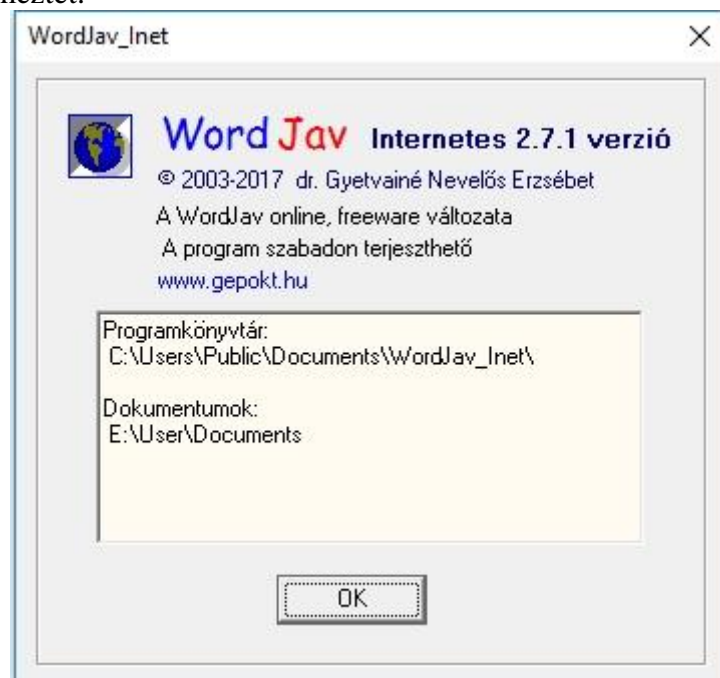 WordJav_Inet
Word Jav Internetes 2.7.1 verzió
© 2003-2017 dr. Gyetvainé Nevelős Erzsébet
A WordJav online, freeware változata
A program szabadon terjeszthető
www.gepokt.hu
Programkönyvtár:
C:\Users\Public\Documents\WordJav_Inet\
Dokumentumok:
E:\User\Documents
OK